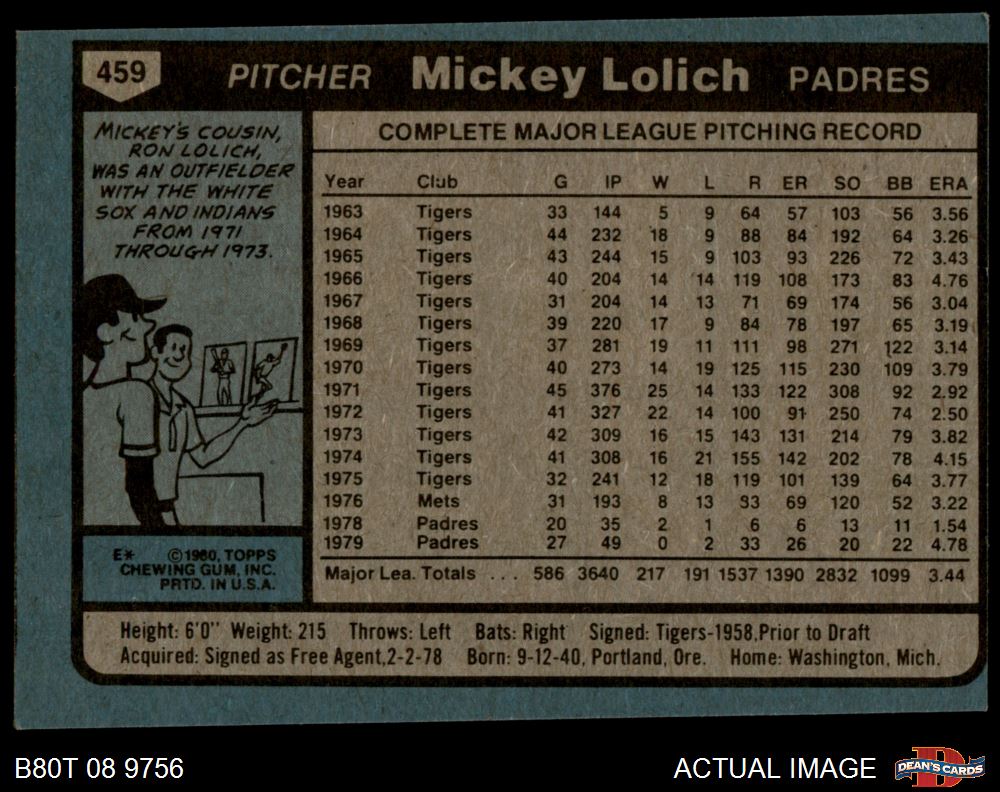 459 PITCHER Mickey Lolich PADRES
MICKEY'S COUSIN,
RON LOLICH,
WAS AN OUTFIELDER
WITH THE WHITE
SOX AND INDIANS
FROM 1971
THROUGH 1973.
COMPLETE MAJOR LEAGUE PITCHING RECORD
Year Club G IP W L R ER SO BB ERA
1963 Tigers 33 144 5 9 64 57 103 56 3.56
1964 Tigers 44 232 18 9 88 84 192 64 3.26
1965 Tigers 43 244 15 9 103 93 226 72 3.43
1966 Tigers 40 204 14 14 119 108 173 83 4.76
1967 Tigers 31 204 14 13 71 69 174 56 3.04
1968 Tigers 39 220 17 9 84 78 197 65 3.19
1969 Tigers 37 281 19 11 111 98 271 122 3.14
1970 Tigers 40 273 14 19 125 115 230 109 3.79
1971 Tigers 45 376 25 14 133 122 308 92 2.92
1972 Tigers 41 327 22 14 100 91 250 74 2.50
1973 Tigers 42 309 16 15 143 131 214 79 3.82
1974 Tigers 41 308 16 21 155 142 202 78 4.15
1975 Tigers 32 241 12 18 119 101 139 64 3.77
1976 Mets 31 193 8 13 83 69 120 52 3.22
1978 Padres 20 35 2 1 6 6 13 11 1.54
1979 Padres 27 49 0 2 33 26 20 22 4.78
Major Lea. Totals . . . 586 3640 217 191 1537 1390 2832 1099 3.44
E* ©1980, TOPPS
CHEWING GUM, INC.
PRTD. IN U.S.A.
Height: 6'0" Weight: 215 Throws: Left Bats: Right Signed: Tigers-1958,Prior to Draft
Acquired: Signed as Free Agent,2-2-78 Born: 9-12-40, Portland, Ore. Home: Washington, Mich.
B80T 08 9756 ACTUAL IMAGE DEAN'S CARDS